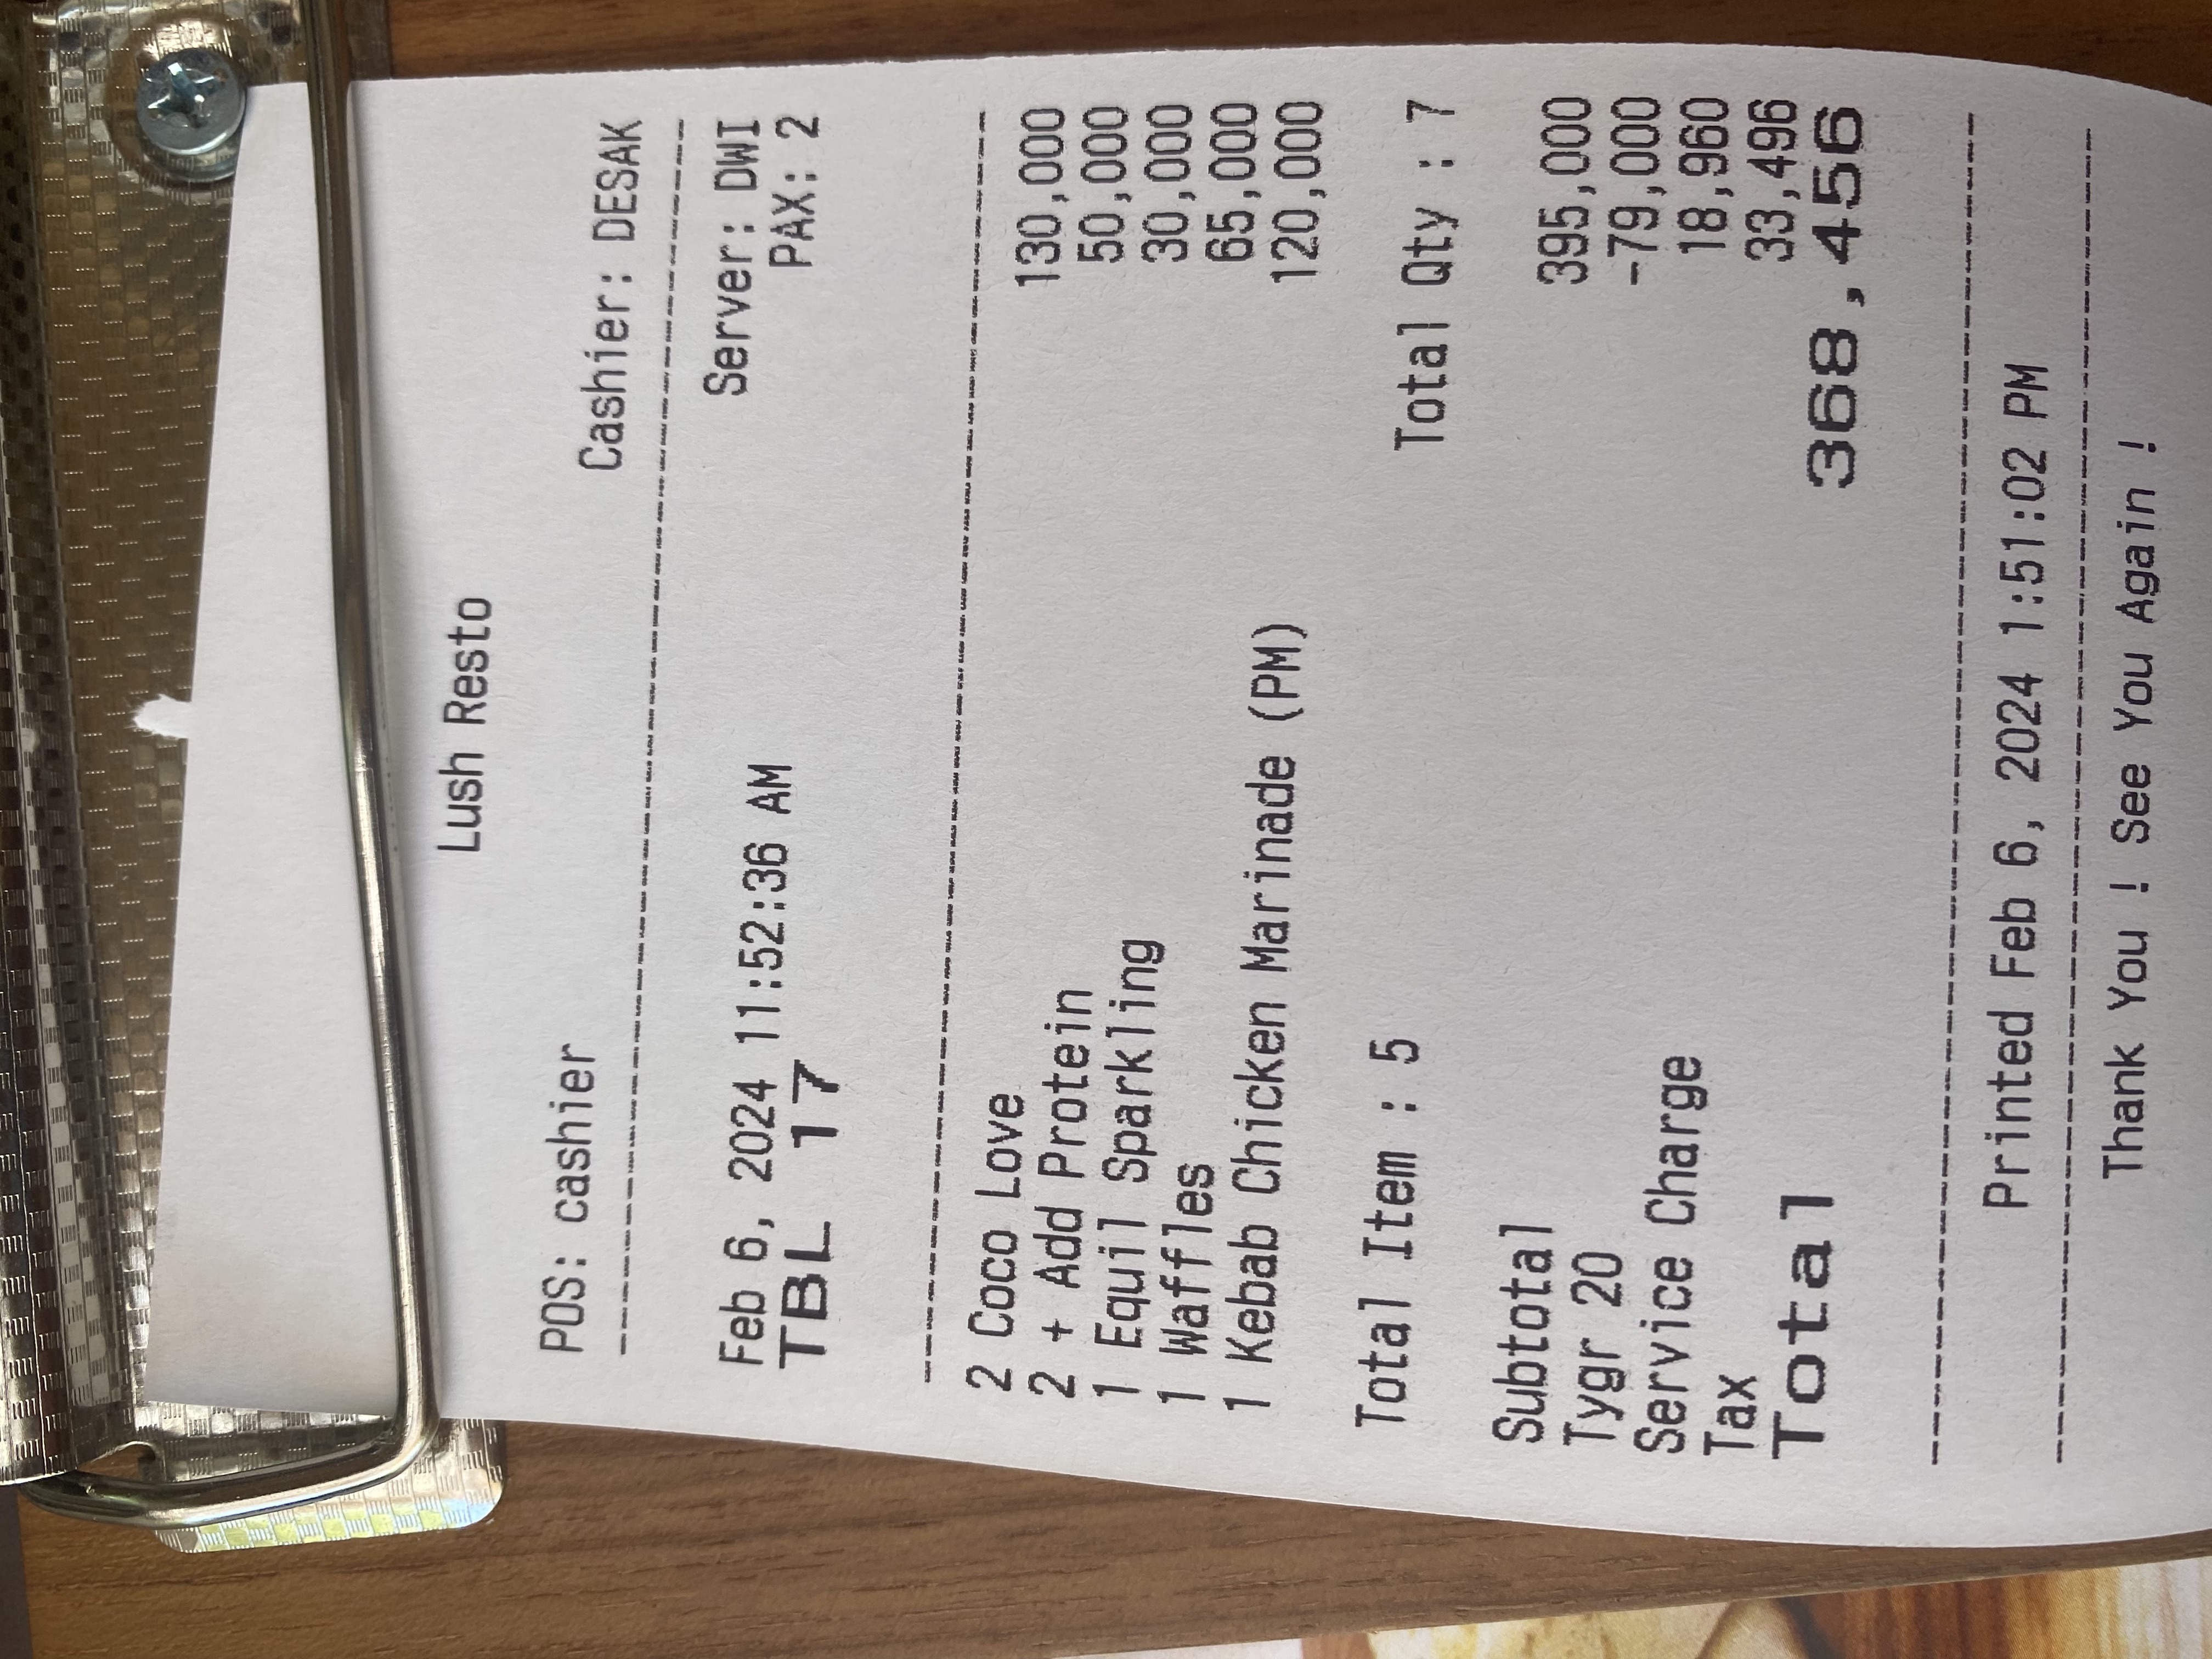 Lush Resto
POS: cashier Cashier: DESAK
Feb 6, 2024 11:52:36 AM Server: DWI
TBL 17 PAX: 2
2 Coco Love 130,000
2 + Add Protein 50,000
1 Equil Sparkling 30,000
1 Waffles 65,000
1 Kebab Chicken Marinade (PM) 120,000
Total Item : 5 Total Qty : 7
Subtotal 395,000
Tygr 20 -79,000
Service Charge 18,960
Tax 33,496
Total 368,456
Printed Feb 6, 2024 1:51:02 PM
Thank You ! See You Again !